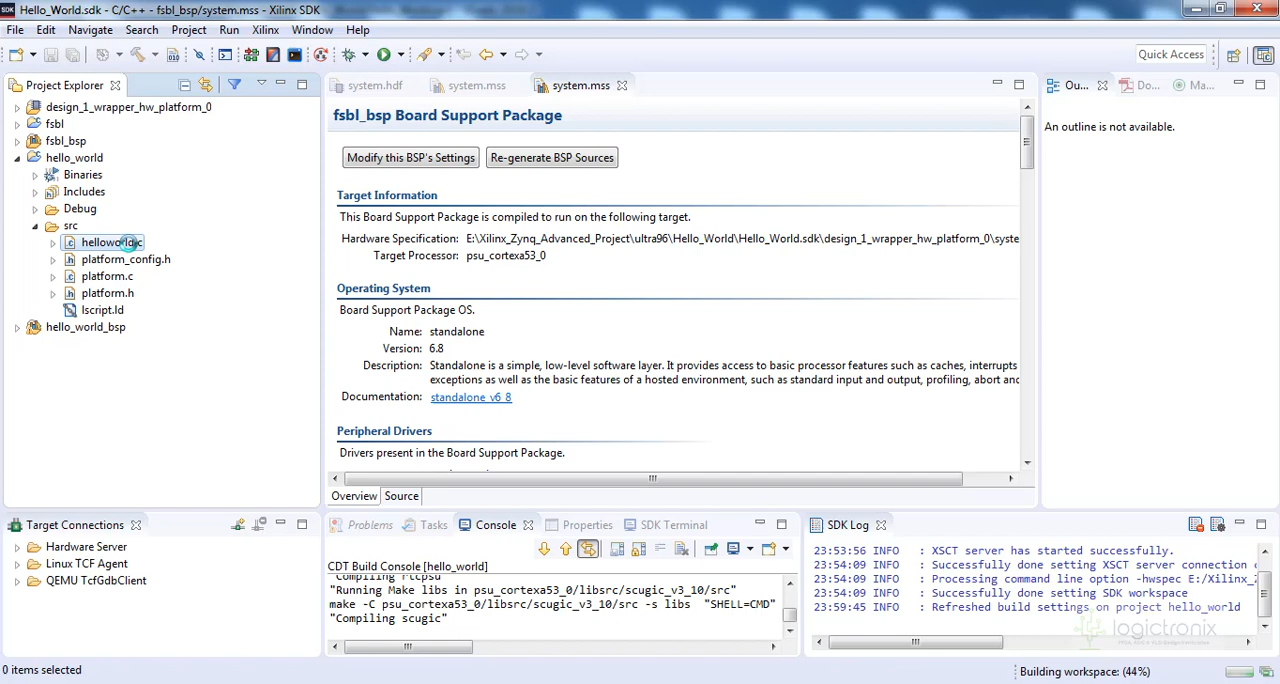 Hello_World.sdk - C/C++ - fsbl_bsp/system.mss - Xilinx SDK
File Edit Navigate Search Project Run Xilinx Window Help
Quick Access
Project Explorer
design_1_wrapper_hw_platform_0
fsbl
fsbl_bsp
hello_world
Binaries
Includes
Debug
src
helloworld.c
platform_config.h
platform.c
platform.h
lscript.ld
hello_world_bsp
system.hdf system.mss system.mss
fsbl_bsp Board Support Package
Modify this BSP's Settings Re-generate BSP Sources
Target Information
This Board Support Package is compiled to run on the following target.
Hardware Specification: E:\Xilinx_Zynq_Advanced_Project\ultra96\Hello_World\Hello_World.sdk\design_1_wrapper_hw_platform_0\syste
Target Processor: psu_cortexa53_0
Operating System
Board Support Package OS.
Name: standalone
Version: 6.8
Description: Standalone is a simple, low-level software layer. It provides access to basic processor features such as caches, interrupts
exceptions as well as the basic features of a hosted environment, such as standard input and output, profiling, abort and
Documentation: standalone_v6_8
Peripheral Drivers
Drivers present in the Board Support Package.
Overview Source
Ou... Do... Ma...
An outline is not available.
Target Connections
Hardware Server
Linux TCF Agent
QEMU TcfGdbClient
Problems Tasks Console Properties SDK Terminal
CDT Build Console [hello_world]
"Compiling rtcpsu"
"Running Make libs in psu_cortexa53_0/libsrc/scugic_v3_10/src"
make -C psu_cortexa53_0/libsrc/scugic_v3_10/src -s libs "SHELL=CMD"
"Compiling scugic"
SDK Log
23:53:56 INFO : XSCT server has started successfully.
23:54:09 INFO : Successfully done setting XSCT server connection c
23:54:09 INFO : Processing command line option -hwspec E:/Xilinx_Z
23:54:09 INFO : Successfully done setting SDK workspace
23:59:45 INFO : Refreshed build settings on project hello_world
logictronix
0 items selected
Building workspace: (44%)